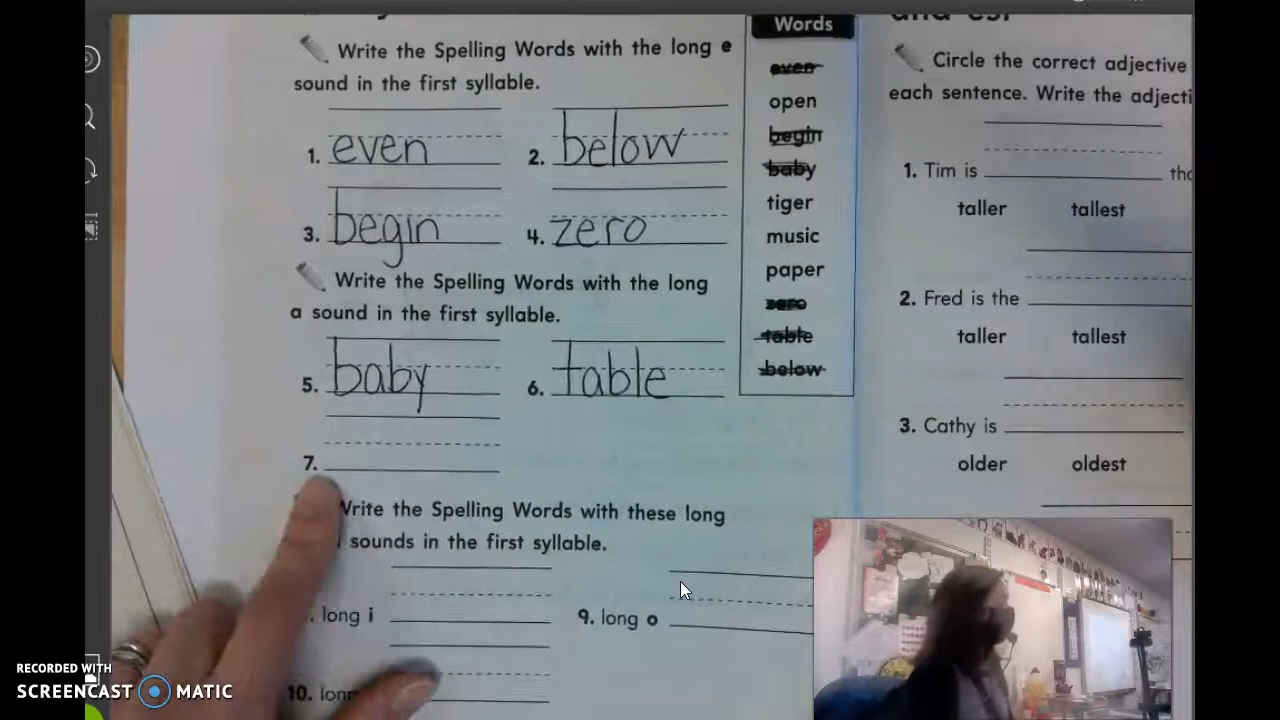 Write the Spelling Words with the long e
sound in the first syllable.
1. even
2. below
3. begin
4. zero
Write the Spelling Words with the long
a sound in the first syllable.
5. baby
6. table
7.
Write the Spelling Words with these long
sounds in the first syllable.
long i
9. long o
10. long
Words
even
open
begin
baby
tiger
music
paper
zero
table
below
and est
Circle the correct adjective
each sentence. Write the adjecti
1. Tim is tha
taller tallest
2. Fred is the
taller tallest
3. Cathy is
older oldest
RECORDED WITH
SCREENCAST MATIC